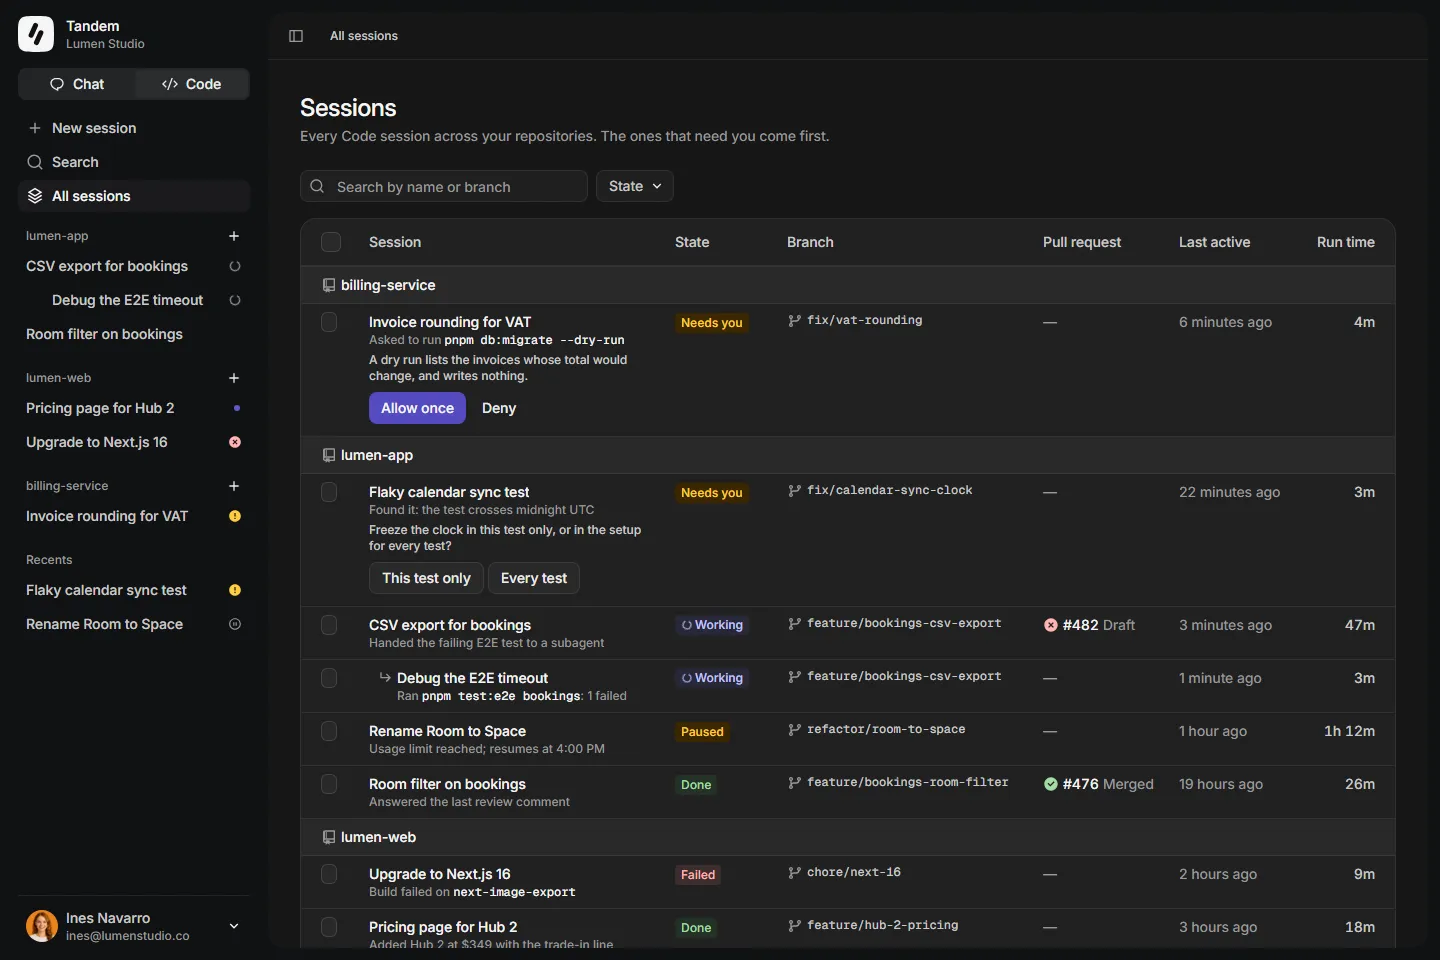 Tandem
Lumen Studio
Chat
Code
New session
Search
All sessions
lumen-app
CSV export for bookings
Debug the E2E timeout
Room filter on bookings
lumen-web
Pricing page for Hub 2
Upgrade to Next.js 16
billing-service
Invoice rounding for VAT
Recents
Flaky calendar sync test
Rename Room to Space
Ines Navarro
ines@lumenstudio.co
All sessions
Sessions
Every Code session across your repositories. The ones that need you come first.
Search by name or branch
State
Session State Branch Pull request Last active Run time
billing-service
Invoice rounding for VAT Needs you fix/vat-rounding — 6 minutes ago 4m
Asked to run pnpm db:migrate --dry-run
A dry run lists the invoices whose total would
change, and writes nothing.
Allow once Deny
lumen-app
Flaky calendar sync test Needs you fix/calendar-sync-clock — 22 minutes ago 3m
Found it: the test crosses midnight UTC
Freeze the clock in this test only, or in the setup
for every test?
This test only Every test
CSV export for bookings Working feature/bookings-csv-export #482 Draft 3 minutes ago 47m
Handed the failing E2E test to a subagent
Debug the E2E timeout Working feature/bookings-csv-export — 1 minute ago 3m
Ran pnpm test:e2e bookings: 1 failed
Rename Room to Space Paused refactor/room-to-space — 1 hour ago 1h 12m
Usage limit reached; resumes at 4:00 PM
Room filter on bookings Done feature/bookings-room-filter #476 Merged 19 hours ago 26m
Answered the last review comment
lumen-web
Upgrade to Next.js 16 Failed chore/next-16 — 2 hours ago 9m
Build failed on next-image-export
Pricing page for Hub 2 Done feature/hub-2-pricing — 3 hours ago 18m
Added Hub 2 at $349 with the trade-in line